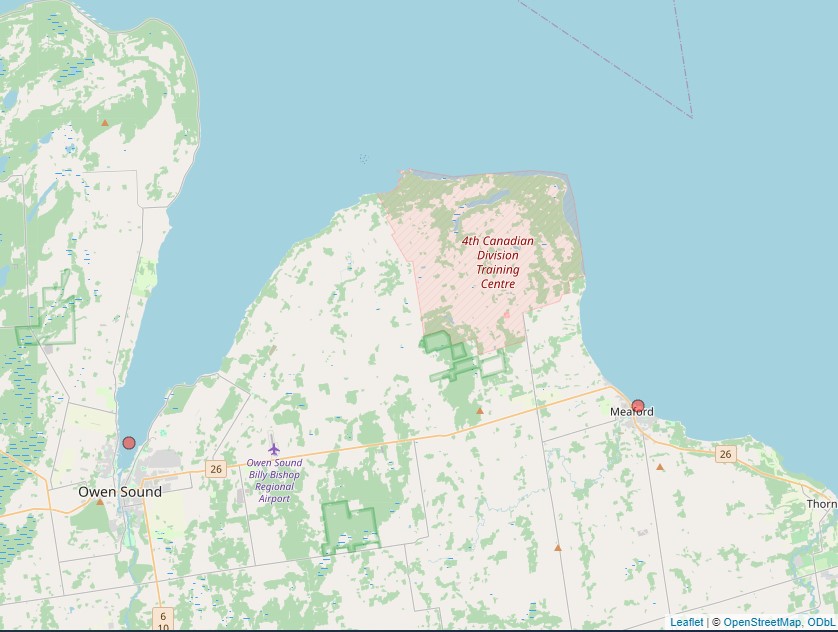 4th Canadian
Division
Training
Centre
Meaford
26
26
Owen Sound
Billy Bishop
Regional
Airport
Owen Sound
Thorn
6
10
Leaflet | © OpenStreetMap, ODbL